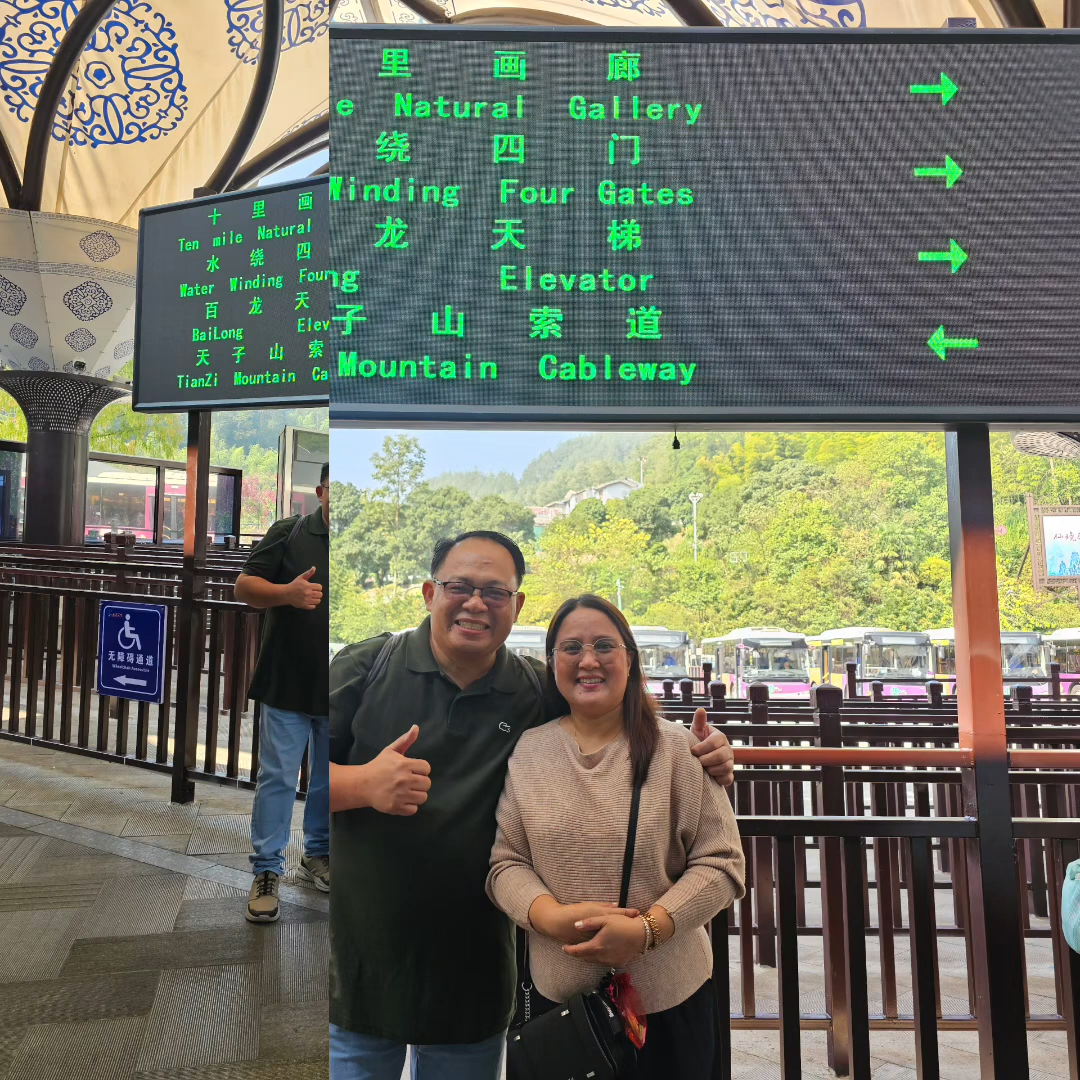 十 里 画
Ten mile Natural
水 绕 四
Water Winding Four
百 龙 天
BaiLong Elev
天 子 山 索
TianZi Mountain Ca
无障碍通道
里 画 廊
e Natural Gallery
绕 四 门
Winding Four Gates
龙 天 梯
ng Elevator
子 山 索 道
Mountain Cableway